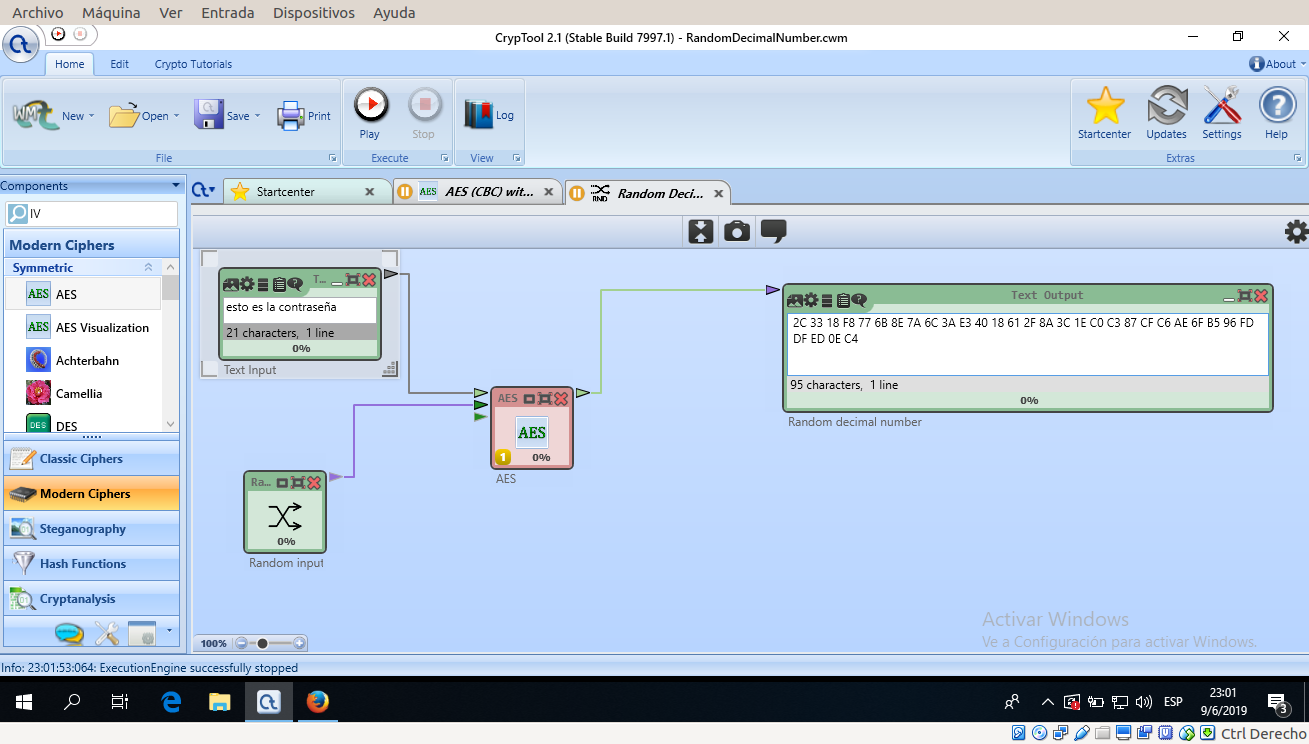 Archivo Máquina Ver Entrada Dispositivos Ayuda
CrypTool 2.1 (Stable Build 7997.1) - RandomDecimalNumber.cwm
Home Edit Crypto Tutorials
About
New Open Save Print
Play Stop
Log
Startcenter Updates Settings Help
File Execute View Extras
Components
Startcenter
AES AES (CBC) wit...
RND Random Deci...
IV
Modern Ciphers
Symmetric
AES AES
AES AES Visualization
Achterbahn
Camellia
DES DES
Classic Ciphers
Modern Ciphers
Steganography
Hash Functions
Cryptanalysis
T...
esto es la contraseña
21 characters, 1 line
0%
Text Input
Text Output
2C 33 18 F8 77 6B 8E 7A 6C 3A E3 40 18 61 2F 8A 3C 1E C0 C3 87 CF C6 AE 6F B5 96 FD
DF ED 0E C4
95 characters, 1 line
0%
Random decimal number
AES
AES
1 0%
AES
Ra...
0%
Random input
Activar Windows
Ve a Configuración para activar Windows.
100%
Info: 23:01:53:064: ExecutionEngine successfully stopped
ESP
23:01
9/6/2019
3
Ctrl Derecho